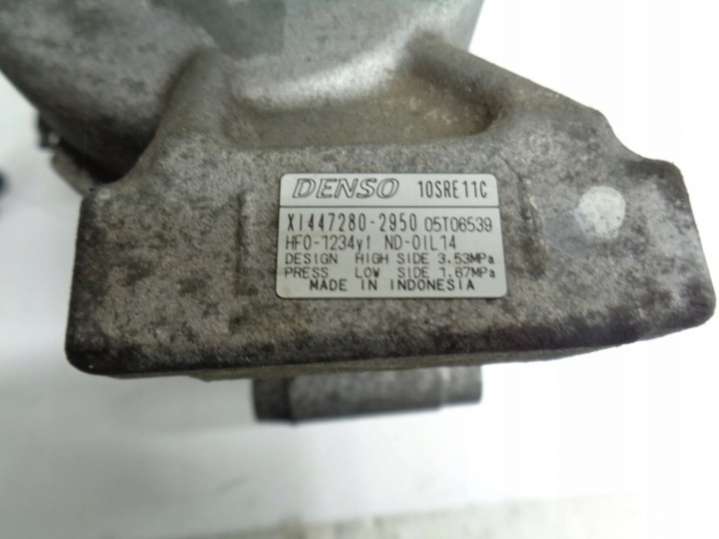 DENSO 10SRE11C
XI447280-2950 05T06539
HFO-1234yf ND-OIL14
DESIGN HIGH SIDE 3.53MPa
PRESS LOW SIDE 1.67MPa
MADE IN INDONESIA